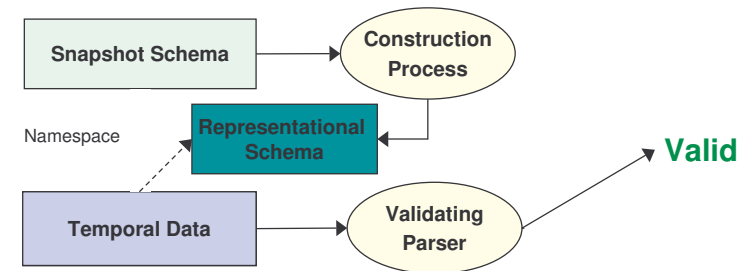 Snapshot Schema
Construction
Process
Namespace
Representational
Schema
Valid
Temporal Data
Validating
Parser